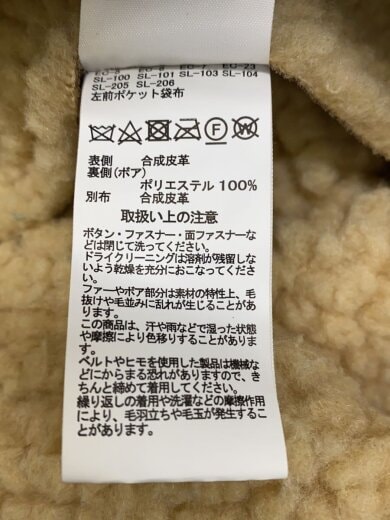 SL-100 SL-101 SL-103 SL-104
SL-205 SL-206
左前ポケット袋布
表側 合成皮革
裏側(ボア)
ポリエステル 100%
別布 合成皮革
取扱い上の注意
ボタン・ファスナー・面ファスナー
などは閉じて洗ってください。
ドライクリーニングは溶剤が残留しな
いよう乾燥を充分におこなってくださ
い。
ファーやボア部分は素材の特性上、毛
抜けや毛並みに乱れが生じることがあ
ります。
この商品は、汗や雨などで湿った状態
や摩擦により色移りすることがありま
す。
ベルトやヒモを使用した製品は機械な
どにからまる恐れがありますので、き
ちんと締めて着用してください。
繰り返しの着用や洗濯などの摩擦作用
により、毛羽立ちや毛玉が発生するこ
とがあります。